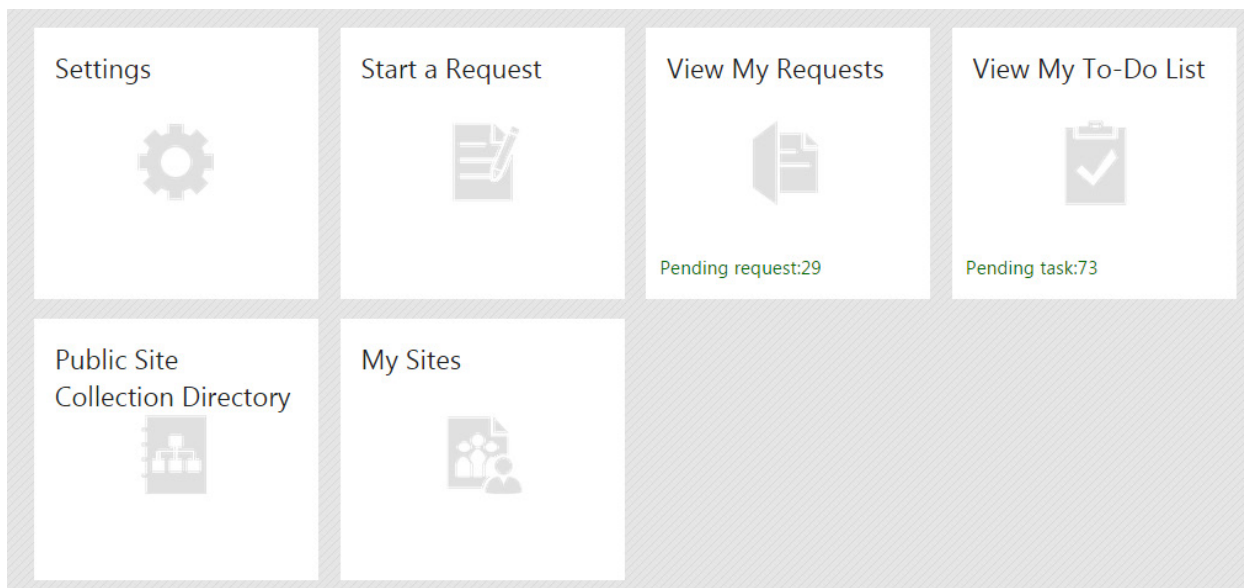 Settings
Start a Request
View My Requests
Pending request:29
View My To-Do List
Pending task:73
Public Site
Collection Directory
My Sites